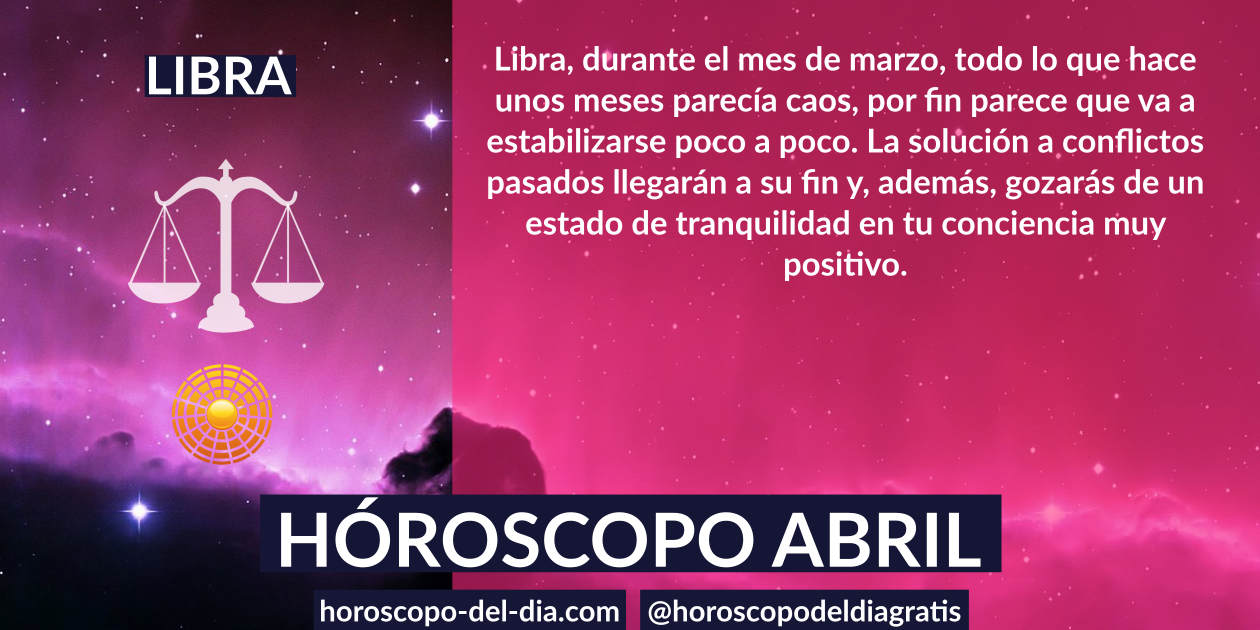 LIBRA
Libra, durante el mes de marzo, todo lo que hace
unos meses parecía caos, por fin parece que va a
estabilizarse poco a poco. La solución a conflictos
pasados llegarán a su fin y, además, gozarás de un
estado de tranquilidad en tu conciencia muy
positivo.
HÓROSCOPO ABRIL
horoscopo-del-dia.com
@horoscopodeldiagratis